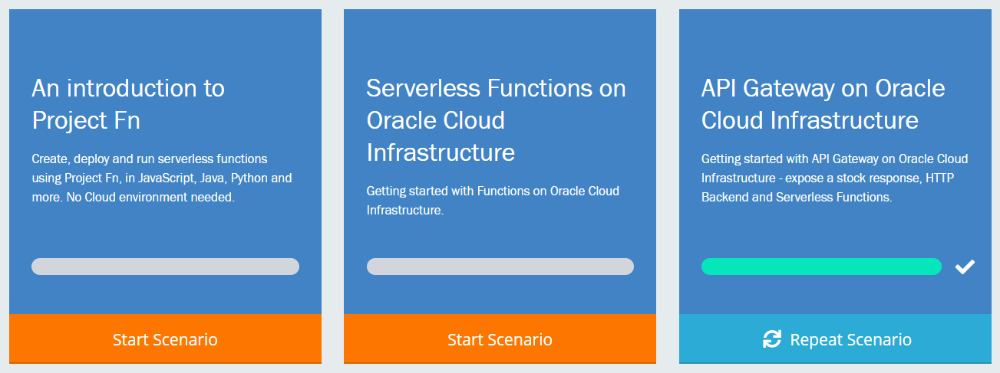 An introduction to
Project Fn
Create, deploy and run serverless functions
using Project Fn, in JavaScript, Java, Python and
more. No Cloud environment needed.
Start Scenario
Serverless Functions on
Oracle Cloud
Infrastructure
Getting started with Functions on Oracle Cloud
Infrastructure.
Start Scenario
API Gateway on Oracle
Cloud Infrastructure
Getting started with API Gateway on Oracle Cloud
Infrastructure - expose a stock response, HTTP
Backend and Serverless Functions.
Repeat Scenario